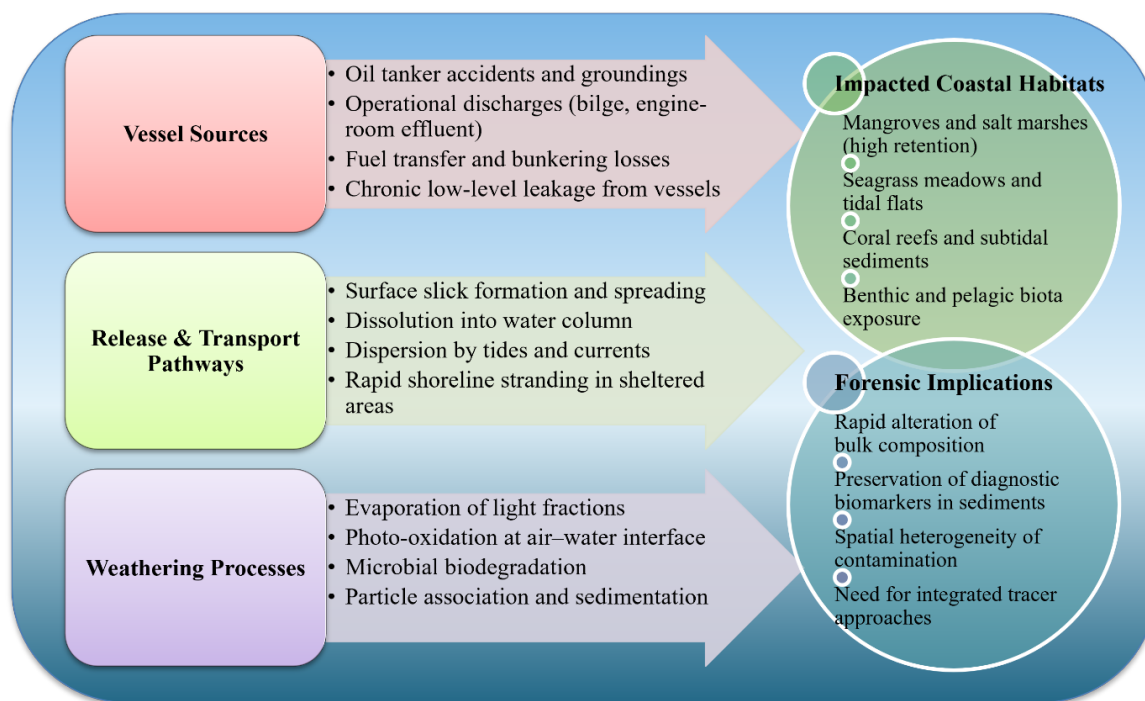 Vessel Sources
• Oil tanker accidents and groundings
• Operational discharges (bilge, engine-
room effluent)
• Fuel transfer and bunkering losses
• Chronic low-level leakage from vessels
Release & Transport
Pathways
• Surface slick formation and spreading
• Dissolution into water column
• Dispersion by tides and currents
• Rapid shoreline stranding in sheltered
areas
Weathering Processes
• Evaporation of light fractions
• Photo-oxidation at air–water interface
• Microbial biodegradation
• Particle association and sedimentation
Impacted Coastal Habitats
Mangroves and salt marshes
(high retention)
Seagrass meadows and
tidal flats
Coral reefs and subtidal
sediments
Benthic and pelagic biota
exposure
Forensic Implications
Rapid alteration of
bulk composition
Preservation of diagnostic
biomarkers in sediments
Spatial heterogeneity of
contamination
Need for integrated tracer
approaches